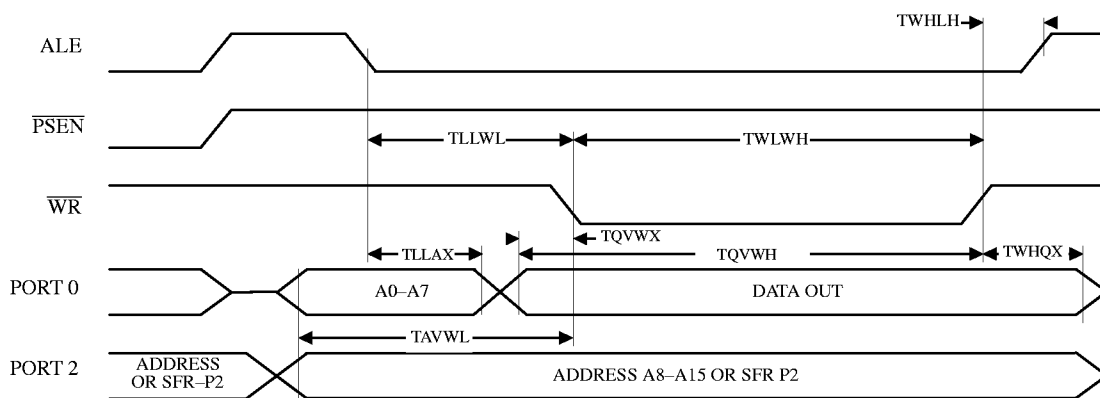 TWHLH
ALE
PSEN
TLLWL
TWLWH
WR
TQVWX
TLLAX
TQVWH
TWHQX
PORT 0
A0–A7
DATA OUT
TAVWL
PORT 2
ADDRESS
OR SFR–P2
ADDRESS A8–A15 OR SFR P2